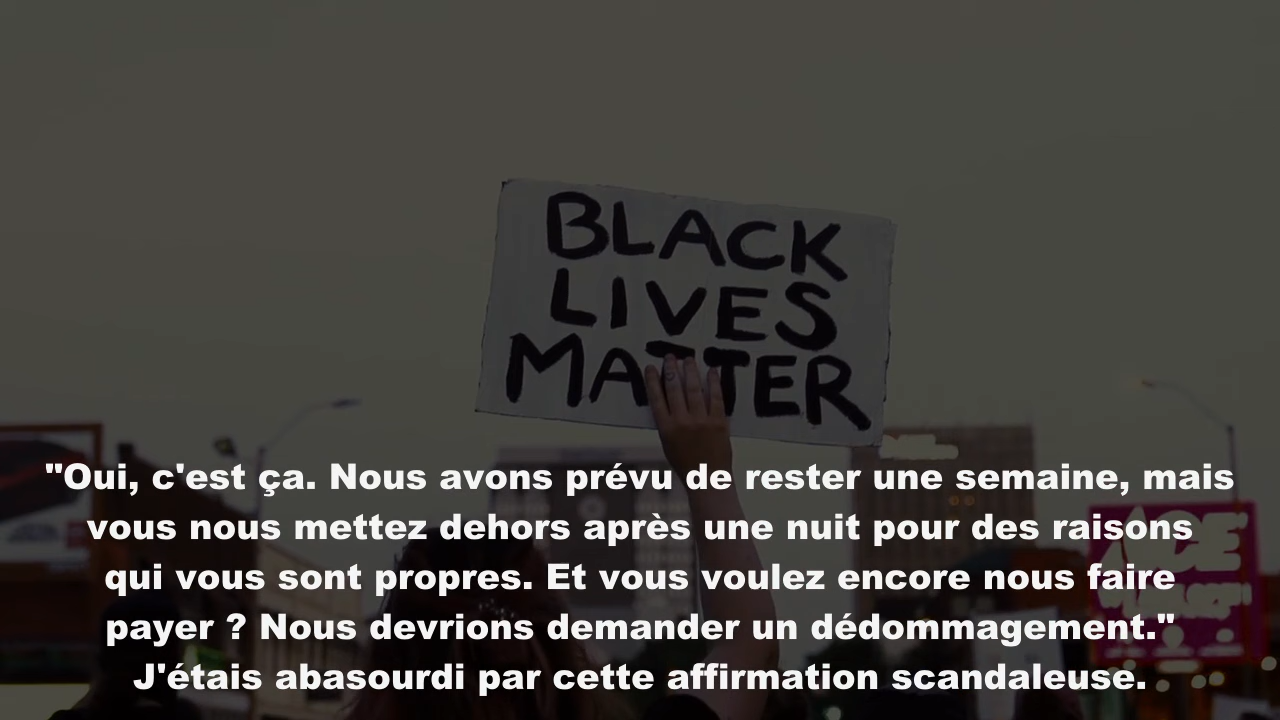 BLACK
LIVES
MATTER
"Oui, c'est ça. Nous avons prévu de rester une semaine, mais
vous nous mettez dehors après une nuit pour des raisons
qui vous sont propres. Et vous voulez encore nous faire
payer ? Nous devrions demander un dédommagement."
J'étais abasourdi par cette affirmation scandaleuse.